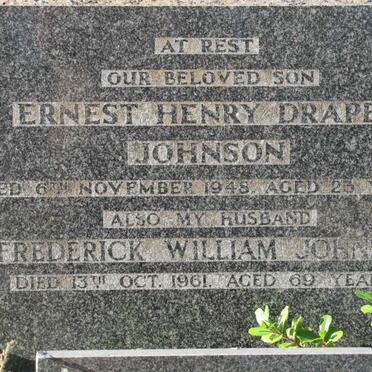 AT REST
OUR BELOVED SON
ERNEST HENRY DRAPE
JOHNSON
ED 6TH NOVEMBER 1948, AGED 25
ALSO MY HUSBAND
FREDERICK WILLIAM JOHN
DIED 13TH OCT. 1961, AGED 69 YEA